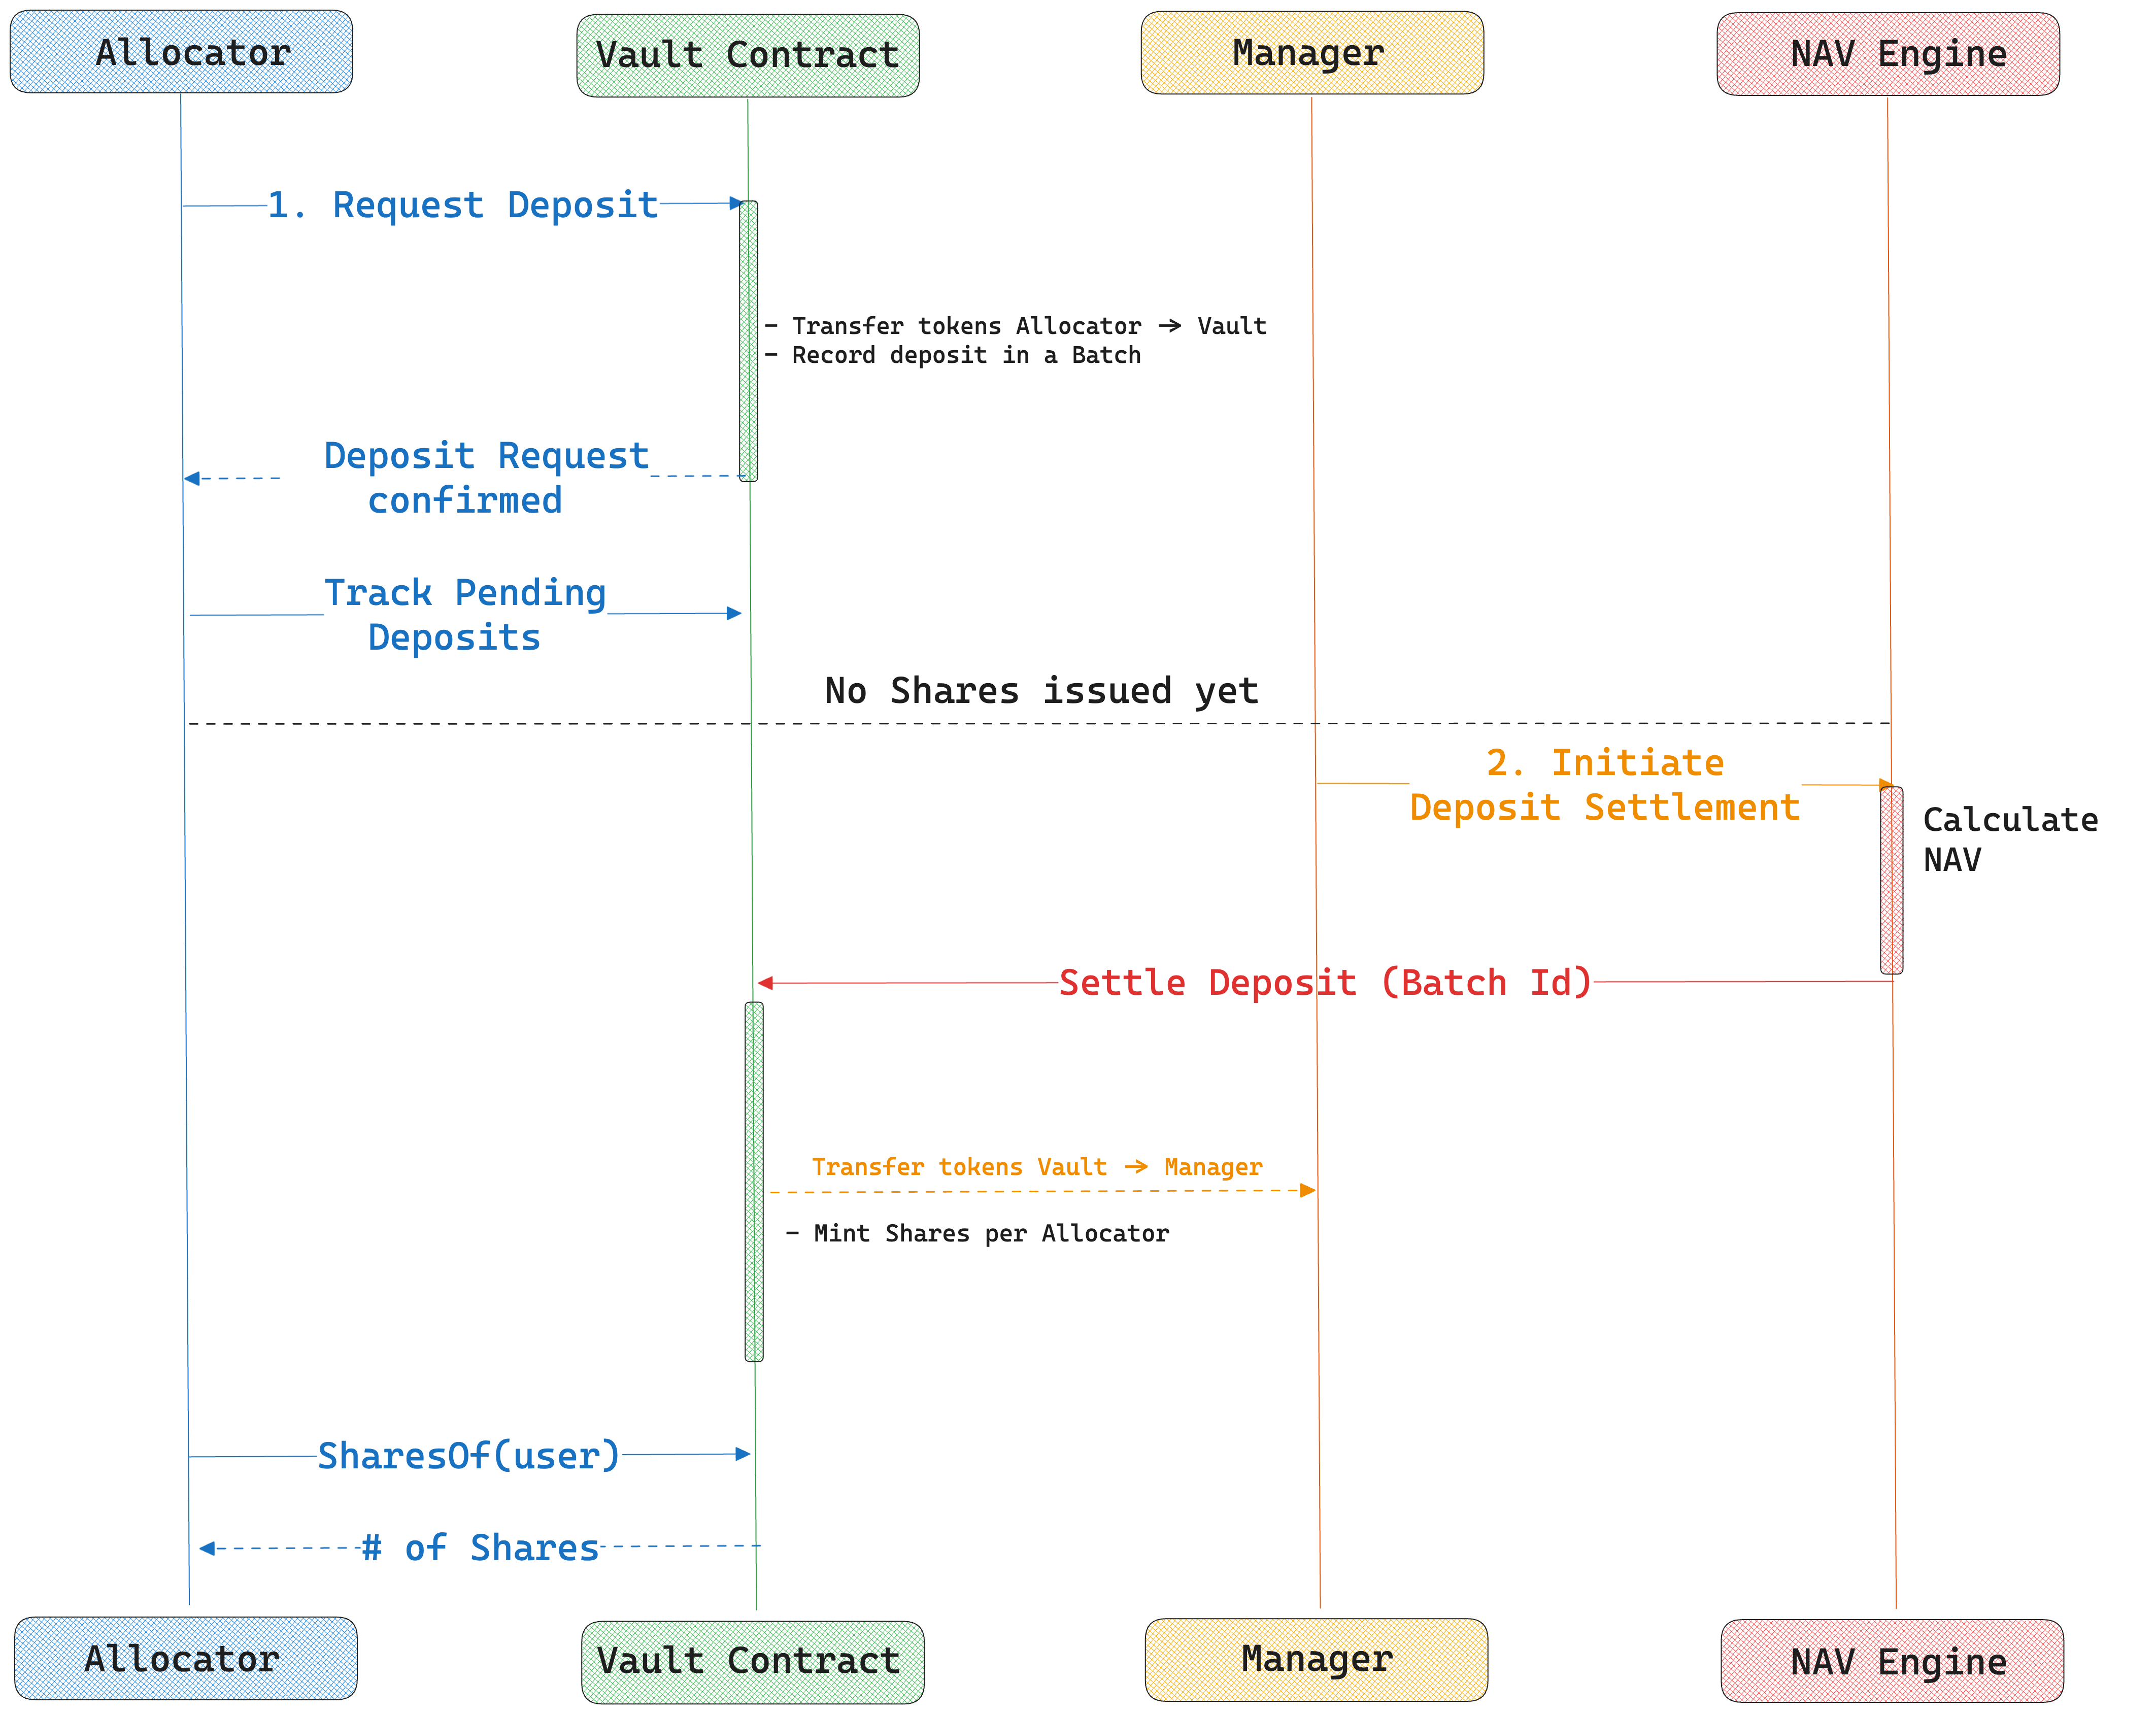 Allocator
Vault Contract
Manager
NAV Engine
1. Request Deposit
- Transfer tokens Allocator → Vault
- Record deposit in a Batch
Deposit Request
confirmed
Track Pending
Deposits
No Shares issued yet
2. Initiate
Deposit Settlement
Calculate
NAV
Settle Deposit (Batch Id)
Transfer tokens Vault → Manager
- Mint Shares per Allocator
SharesOf(user)
# of Shares
Allocator
Vault Contract
Manager
NAV Engine